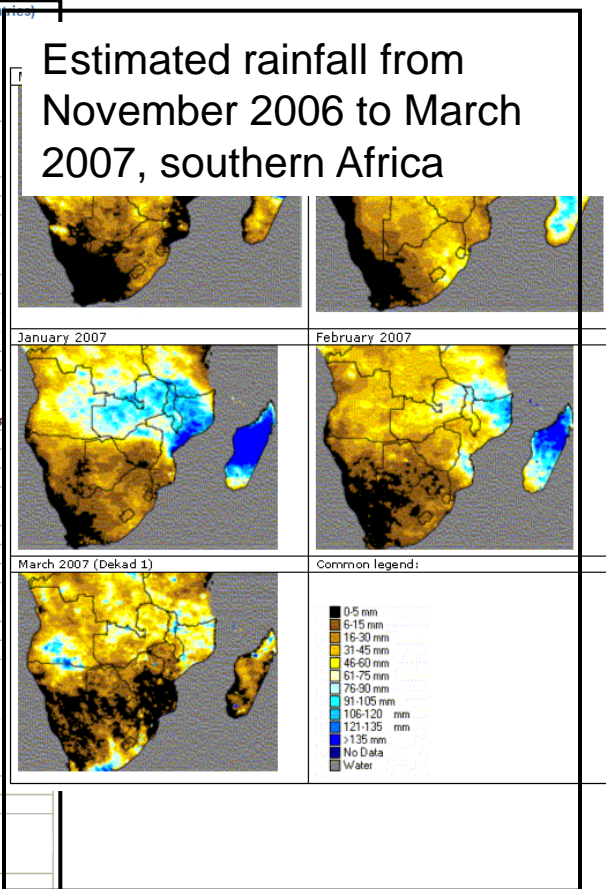 tries)
Estimated rainfall from
November 2006 to March
2007, southern Africa
January 2007
February 2007
March 2007 (Dekad 1)
Common legend:
0-5 mm
6-15 mm
16-30 mm
31-45 mm
46-60 mm
61-75 mm
76-90 mm
91-105 mm
106-120 mm
121-135 mm
>135 mm
No Data
Water